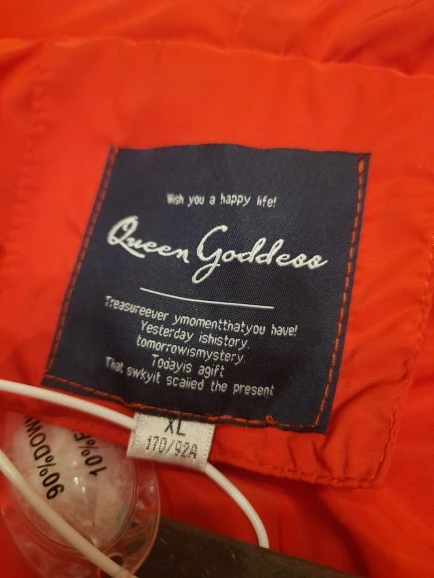 Wish you a happy life!
Queen Goddess
Treasureever ymomentthatyou have!
Yesterday ishistory.
tomorrowismystery
Todayis agift
That swkyit scalied the present
XL
170/92A
90%DOWN
10%